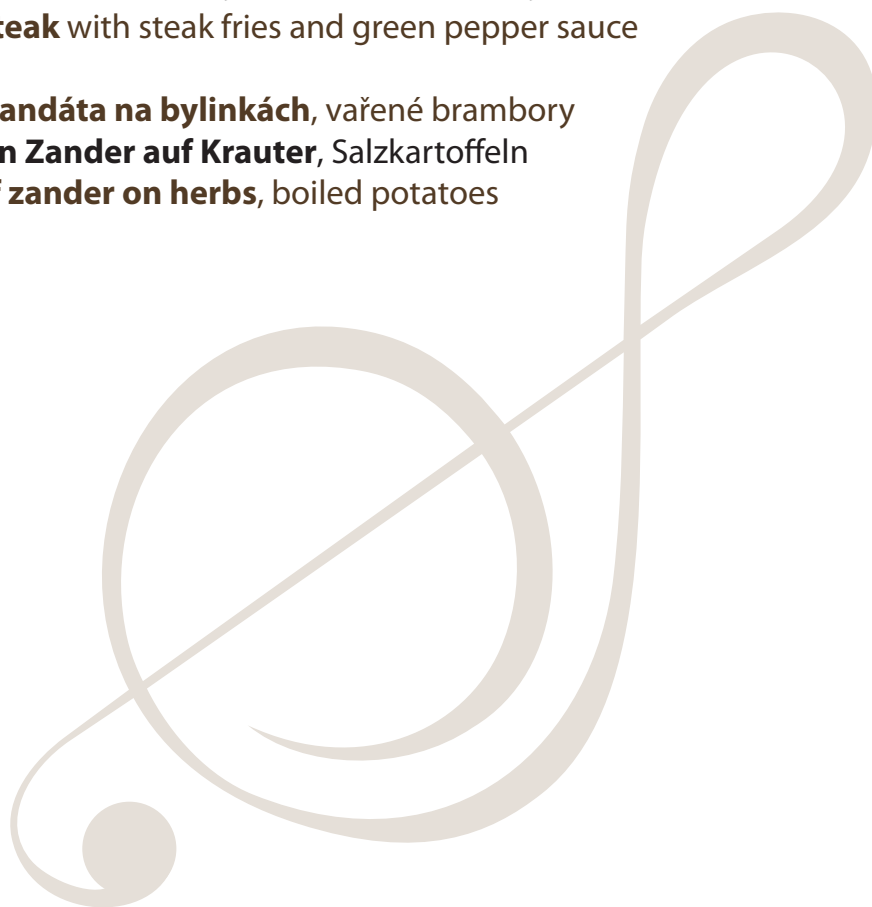 teak with steak fries and green pepper sauce
andáta na bylinkách, vařené brambory
n Zander auf Krauter, Salzkartoffeln
zander on herbs, boiled potatoes